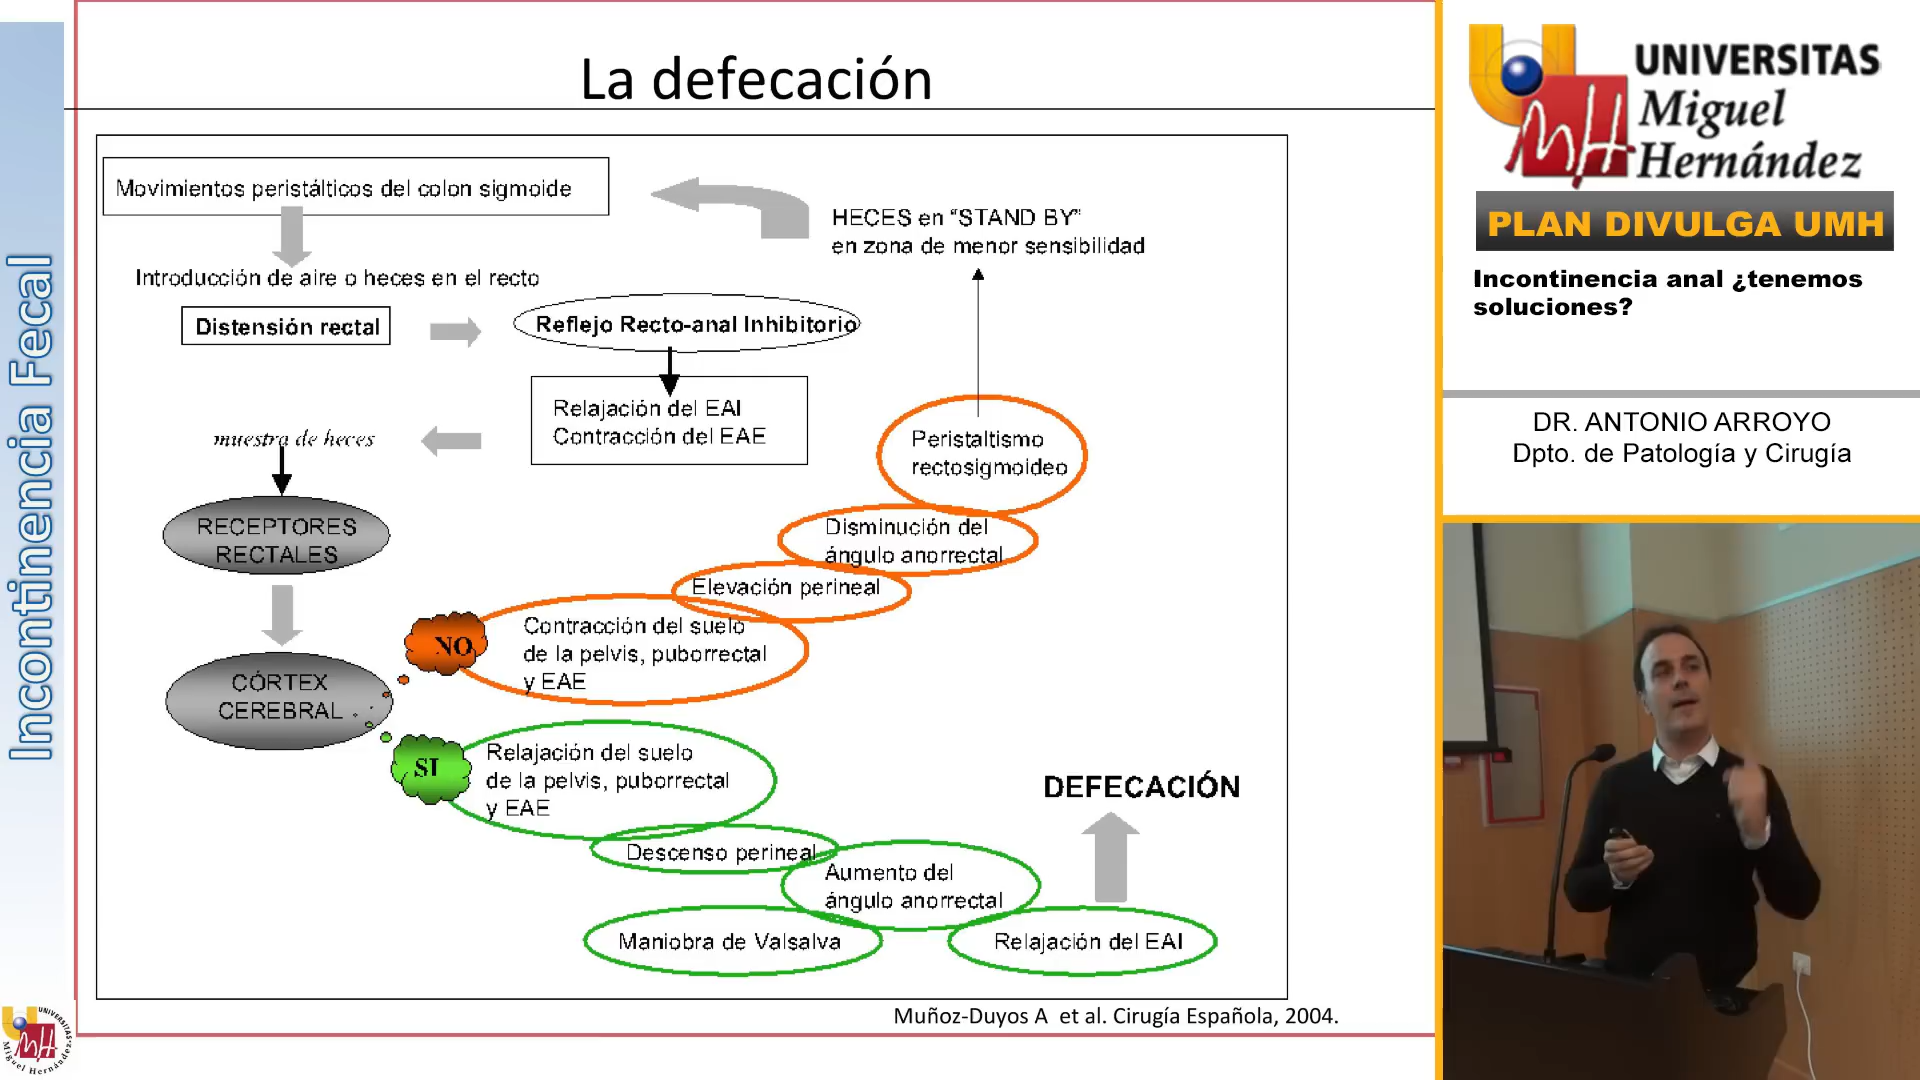 La defecación
Incontinencia Fecal
Movimientos peristálticos del colon sigmoide
HECES en “STAND BY”
en zona de menor sensibilidad
Introducción de aire o heces en el recto
Distensión rectal
Reflejo Recto-anal Inhibitorio
Relajación del EAI
Contracción del EAE
muestra de heces
RECEPTORES
RECTALES
CÓRTEX
CEREBRAL
Peristaltismo
rectosigmoideo
Disminución del
ángulo anorrectal
Elevación perineal
NO
Contracción del suelo
de la pelvis, puborrectal
y EAE
SI
Relajación del suelo
de la pelvis, puborrectal
y EAE
Descenso perineal
Aumento del
ángulo anorrectal
Maniobra de Valsalva
Relajación del EAI
DEFECACIÓN
Muñoz-Duyos A et al. Cirugía Española, 2004.
UNIVERSITAS
Miguel
Hernández
PLAN DIVULGA UMH
Incontinencia anal ¿tenemos
soluciones?
DR. ANTONIO ARROYO
Dpto. de Patología y Cirugía
UNIVERSITAS
Miguel Hernández